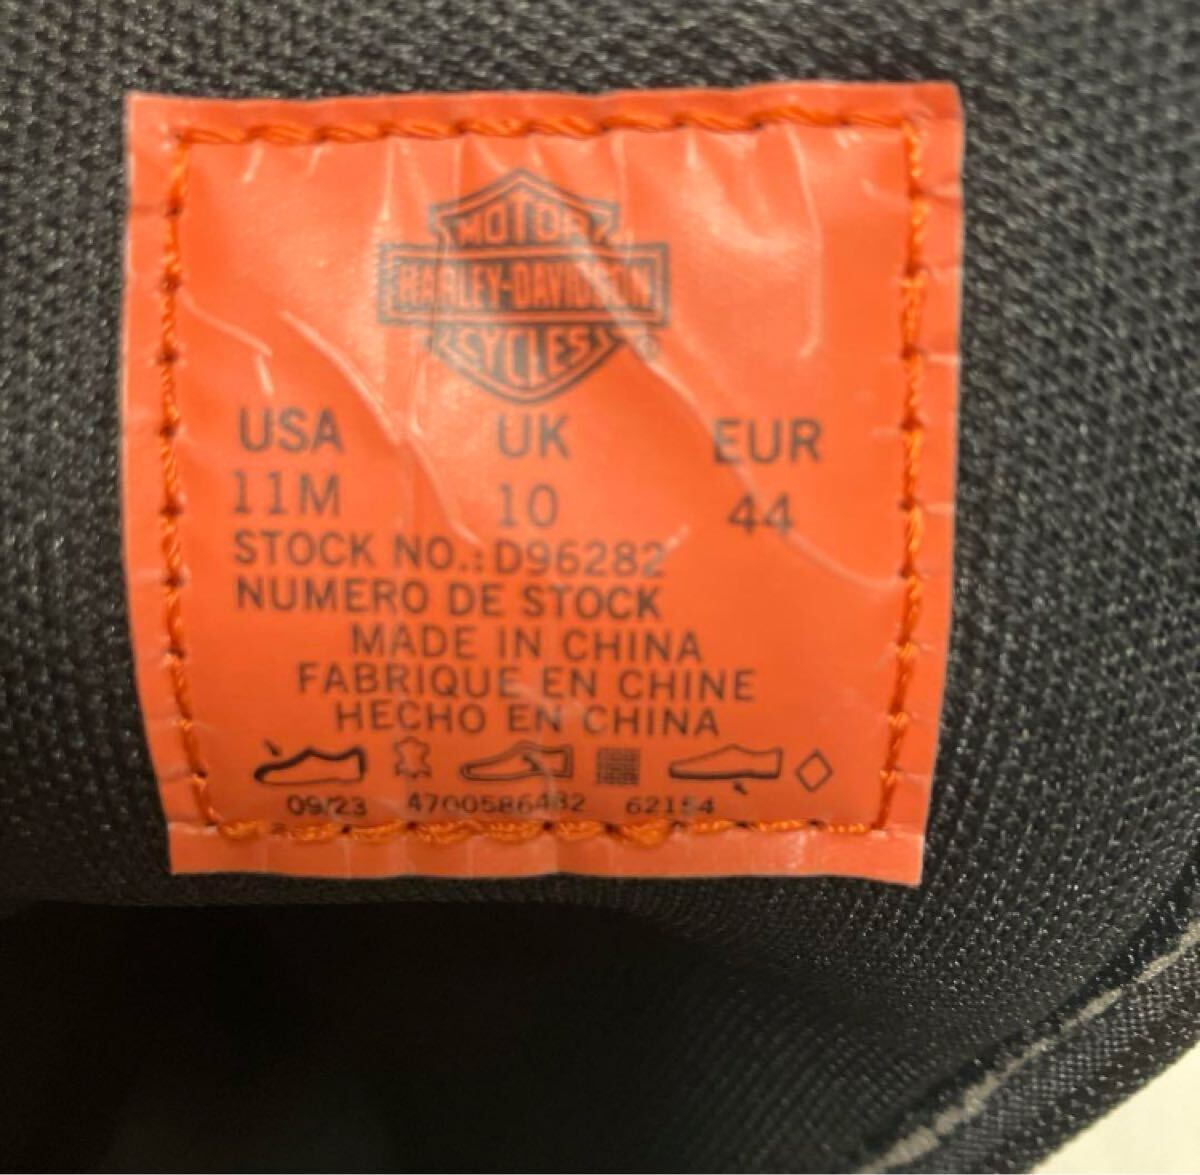 MOTOR
HARLEY-DAVIDSON
CYCLES
USA UK EUR
11M 10 44
STOCK NO.:D96282
NUMERO DE STOCK
MADE IN CHINA
FABRIQUE EN CHINE
HECHO EN CHINA
09/23 4700586482 62154